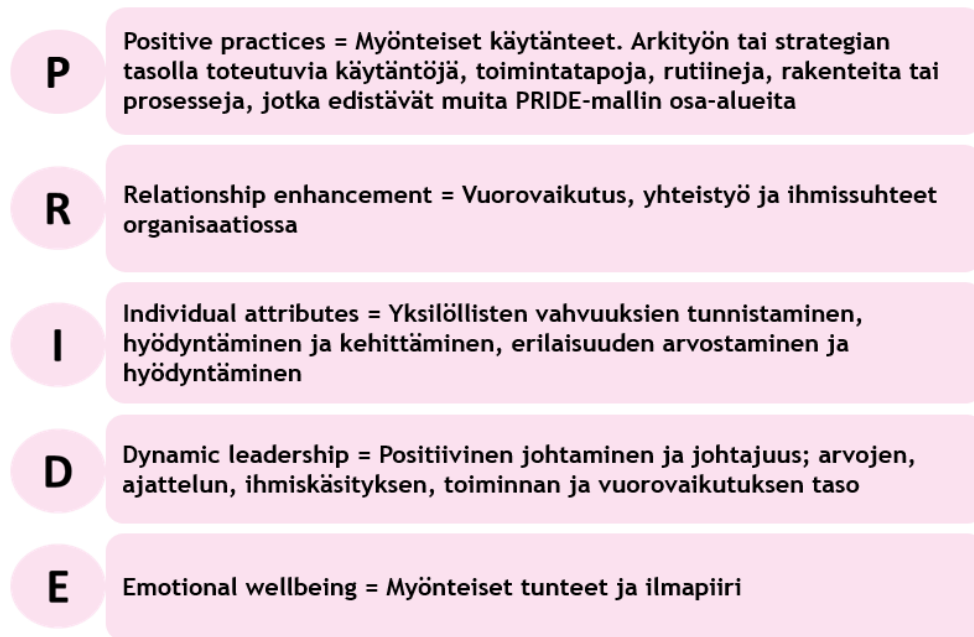 P
Positive practices = Myönteiset käytänteet. Arkityön tai strategian
tasolla toteutuvia käytäntöjä, toimintatapoja, rutiineja, rakenteita tai
prosesseja, jotka edistävät muita PRIDE-mallin osa-alueita
R
Relationship enhancement = Vuorovaikutus, yhteistyö ja ihmissuhteet
organisaatiossa
I
Individual attributes = Yksilöllisten vahvuuksien tunnistaminen,
hyödyntäminen ja kehittäminen, erilaisuuden arvostaminen ja
hyödyntäminen
D
Dynamic leadership = Positiivinen johtaminen ja johtajuus; arvojen,
ajattelun, ihmiskäsityksen, toiminnan ja vuorovaikutuksen taso
E
Emotional wellbeing = Myönteiset tunteet ja ilmapiiri